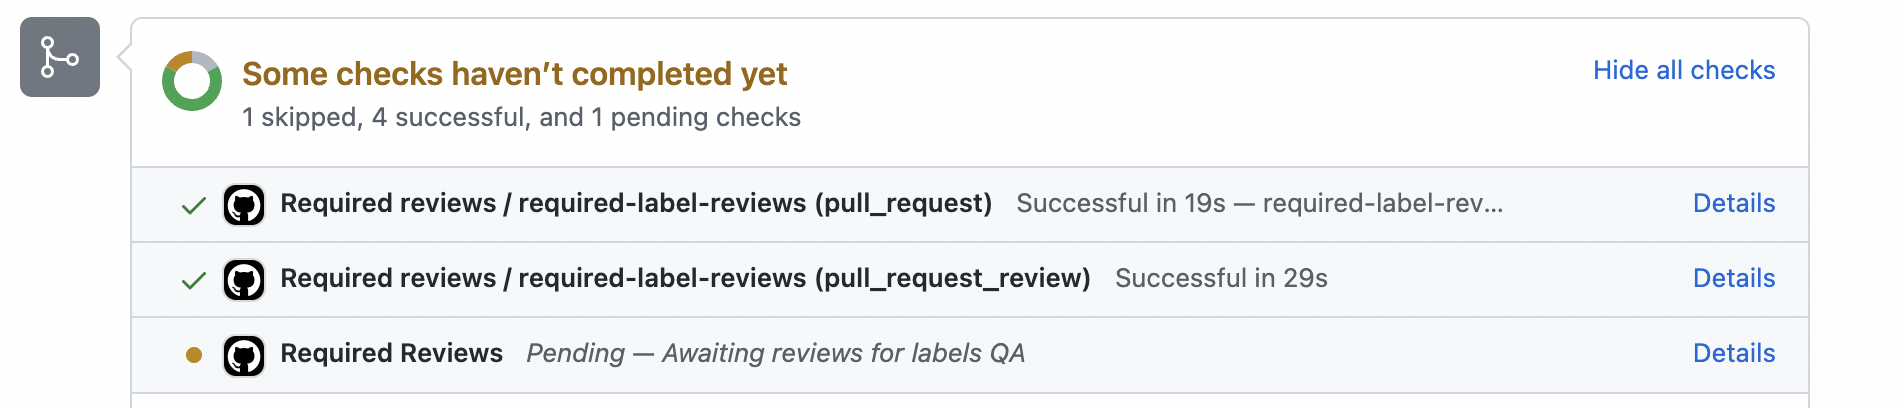 Some checks haven’t completed yet
Hide all checks
1 skipped, 4 successful, and 1 pending checks
Required reviews / required-label-reviews (pull_request) Successful in 19s — required-label-rev... Details
Required reviews / required-label-reviews (pull_request_review) Successful in 29s Details
Required Reviews Pending — Awaiting reviews for labels QA Details